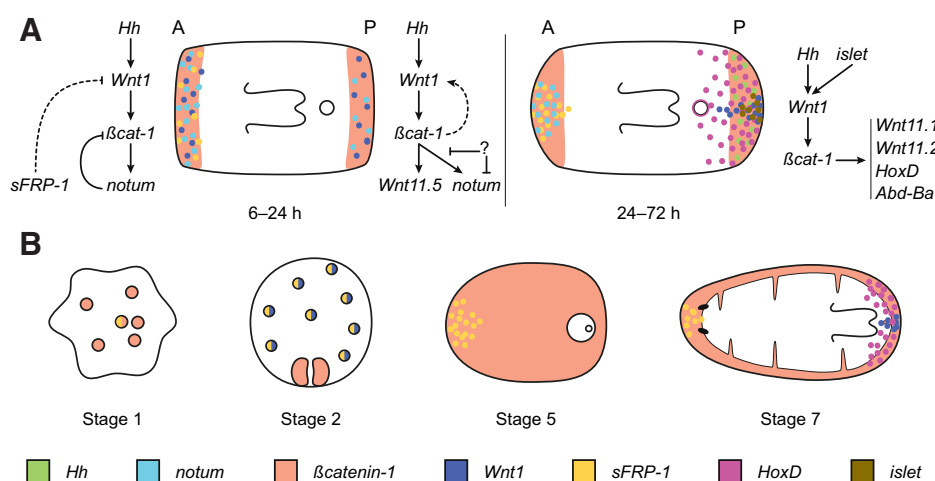 A
Hh
A
P
Hh
A
P
Wnt1
Wnt1
Hh
islet
Wnt1
ßcat-1
ßcat-1
?
ßcat-1
Wnt11.1
Wnt11.2
HoxD
Abd-Ba
sFRP-1
notum
Wnt11.5
notum
6–24 h
24–72 h
B
Stage 1
Stage 2
Stage 5
Stage 7
Hh
notum
ßcatenin-1
Wnt1
sFRP-1
HoxD
islet